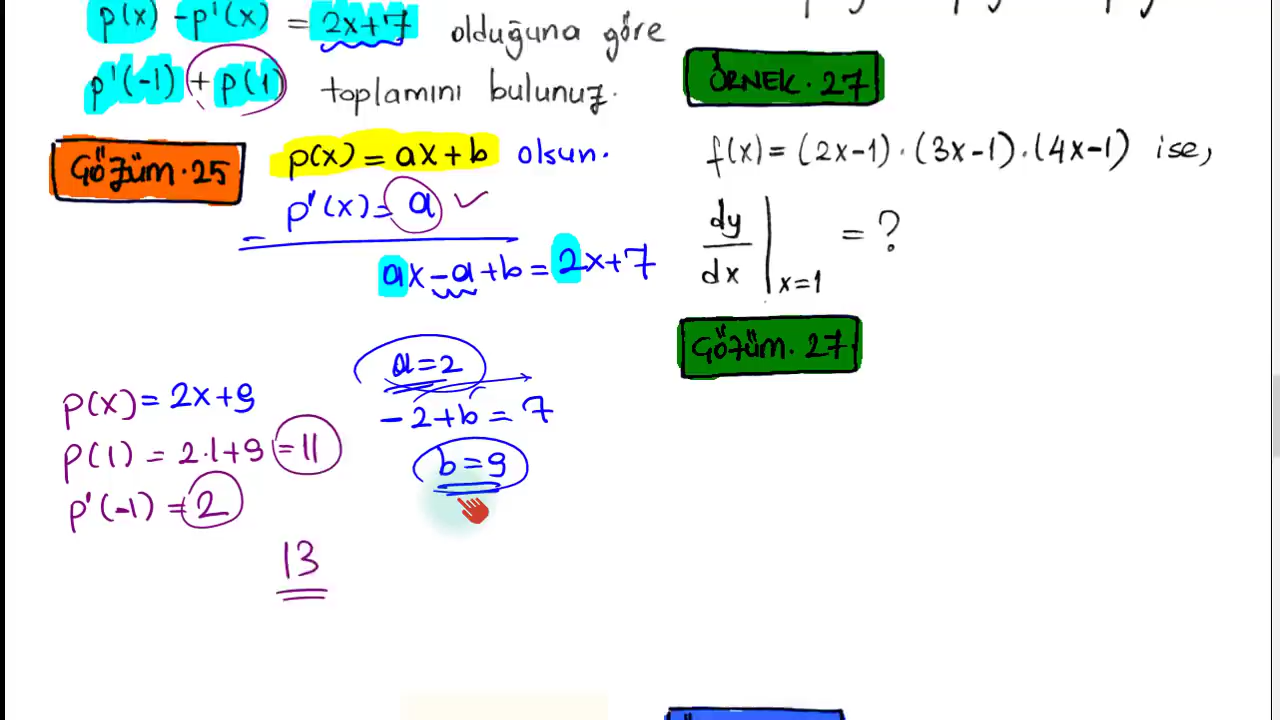 p(x) - p'(x) = 2x+7 olduğuna göre
p'(-1) + p(1) toplamını bulunuz.
Çözüm.25
p(x) = ax+b olsun.
p'(x) = a ✓
ax-a+b = 2x+7
a=2
-2+b = 7
b=9
p(x) = 2x+9
p(1) = 2.1+9 = 11
p'(-1) = 2
13
ÖRNEK.27
f(x) = (2x-1).(3x-1).(4x-1) ise,
dy/dx | x=1 = ?
Çözüm.27